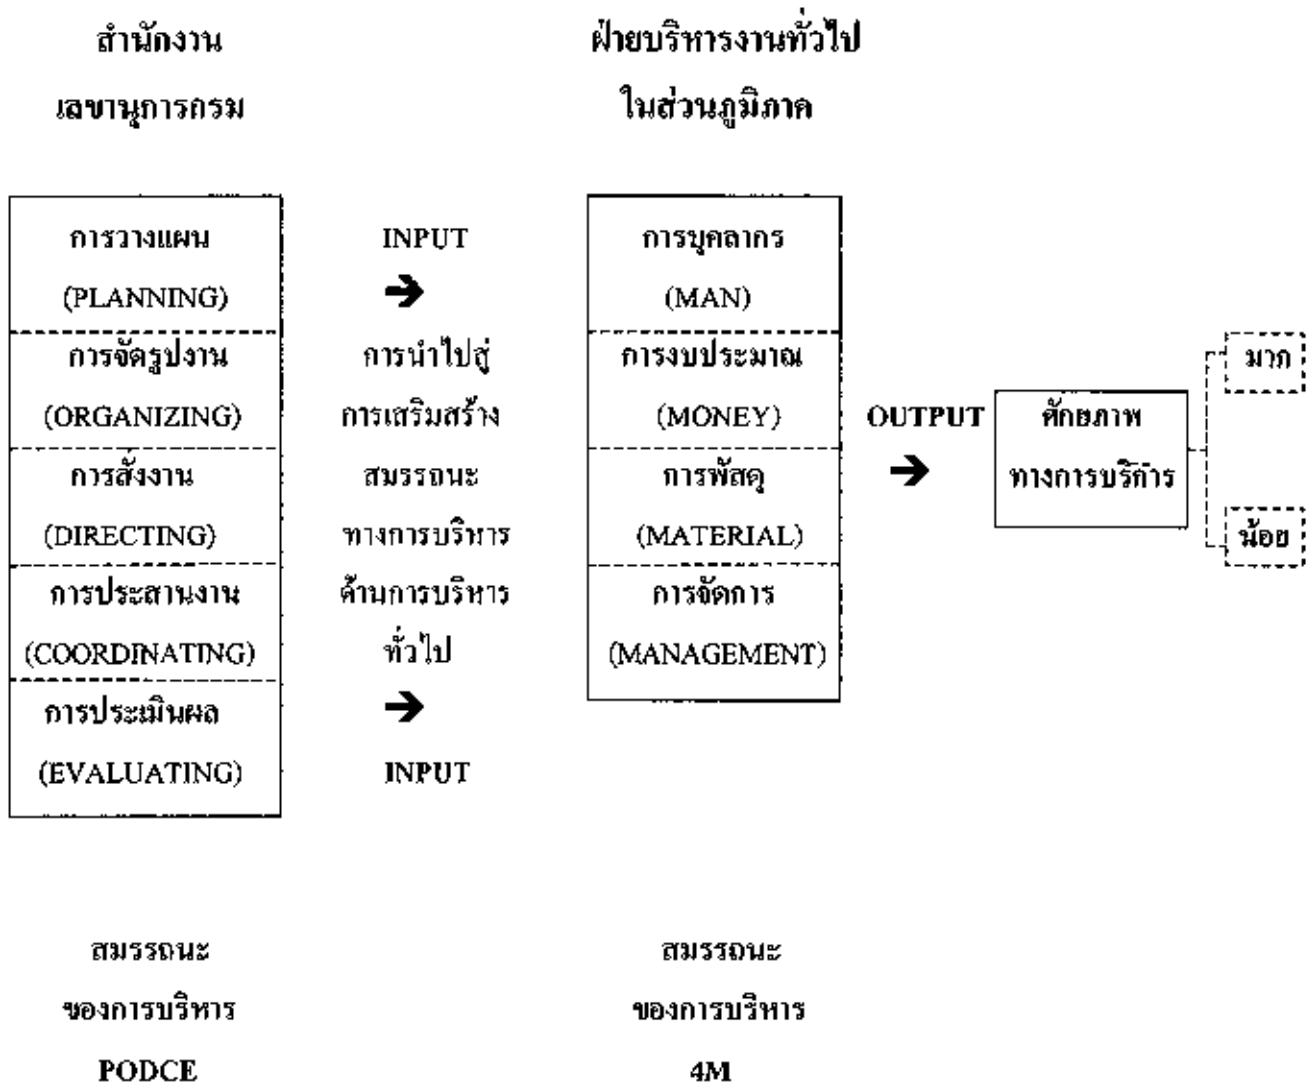 สำนักงาน
เลขานุการกรม
ฝ่ายบริหารงานทั่วไป
ในส่วนภูมิภาค
การวางแผน
(PLANNING)
การจัดรูปงาน
(ORGANIZING)
การสั่งงาน
(DIRECTING)
การประสานงาน
(COORDINATING)
การประเมินผล
(EVALUATING)
INPUT
➔
การนำไปสู่
การเสริมสร้าง
สมรรถนะ
ทางการบริหาร
ด้านการบริหาร
ทั่วไป
➔
INPUT
การบุคลากร
(MAN)
การงบประมาณ
(MONEY)
การพัสดุ
(MATERIAL)
การจัดการ
(MANAGEMENT)
OUTPUT
➔
ศักยภาพ
ทางการบริการ
มาก
น้อย
สมรรถนะ
ของการบริหาร
PODCE
สมรรถนะ
ของการบริหาร
4M